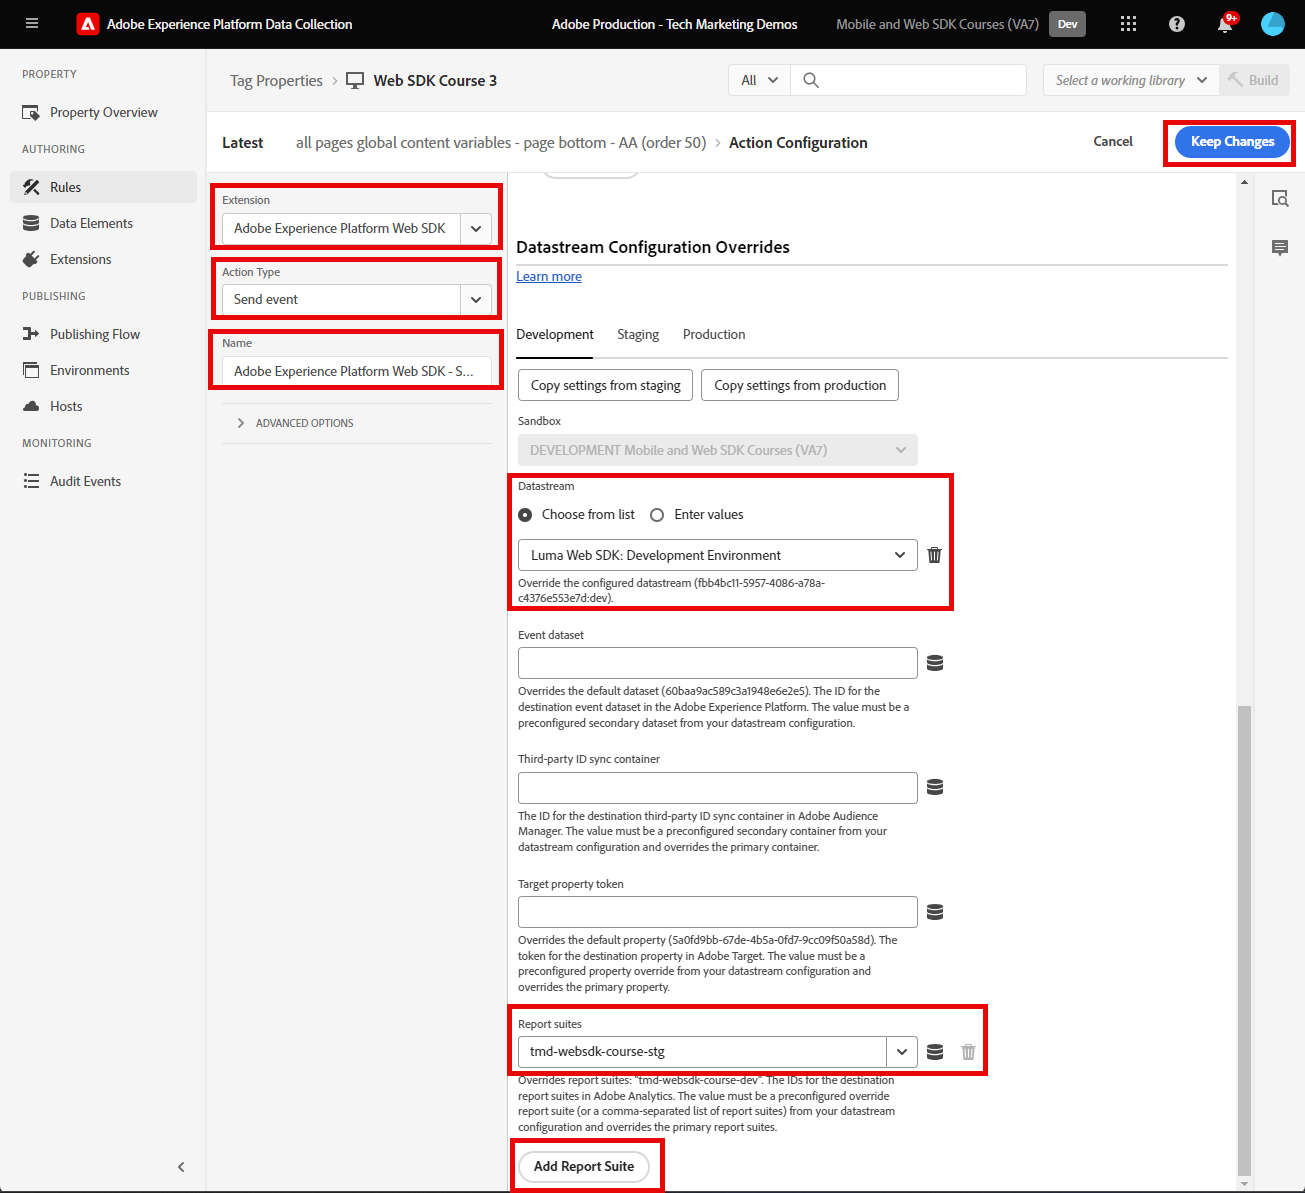 Adobe Experience Platform Data Collection
Adobe Production - Tech Marketing Demos
Mobile and Web SDK Courses (VA7)
Dev
9+
PROPERTY
Property Overview
AUTHORING
Rules
Data Elements
Extensions
PUBLISHING
Publishing Flow
Environments
Hosts
MONITORING
Audit Events
Tag Properties
Web SDK Course 3
All
Select a working library
Build
Latest
all pages global content variables - page bottom - AA (order 50)
Action Configuration
Cancel
Keep Changes
Extension
Adobe Experience Platform Web SDK
Action Type
Send event
Name
Adobe Experience Platform Web SDK - S...
ADVANCED OPTIONS
Datastream Configuration Overrides
Learn more
Development
Staging
Production
Copy settings from staging
Copy settings from production
Sandbox
DEVELOPMENT Mobile and Web SDK Courses (VA7)
Datastream
Choose from list
Enter values
Luma Web SDK: Development Environment
Override the configured datastream (fbb4bc11-5957-4086-a78a-
c4376e553e7d:dev).
Event dataset
Overrides the default dataset (60baa9ac589c3a1948e6e2e5). The ID for the
destination event dataset in the Adobe Experience Platform. The value must be a
preconfigured secondary dataset from your datastream configuration.
Third-party ID sync container
The ID for the destination third-party ID sync container in Adobe Audience
Manager. The value must be a preconfigured secondary container from your
datastream configuration and overrides the primary container.
Target property token
Overrides the default property (5a0fd9bb-67de-4b5a-0fd7-9cc09f50a58d). The
token for the destination property in Adobe Target. The value must be a
preconfigured property override from your datastream configuration and
overrides the primary property.
Report suites
tmd-websdk-course-stg
Overrides report suites: "tmd-websdk-course-dev". The IDs for the destination
report suites in Adobe Analytics. The value must be a preconfigured override
report suite (or a comma-separated list of report suites) from your datastream
configuration and overrides the primary report suites.
Add Report Suite